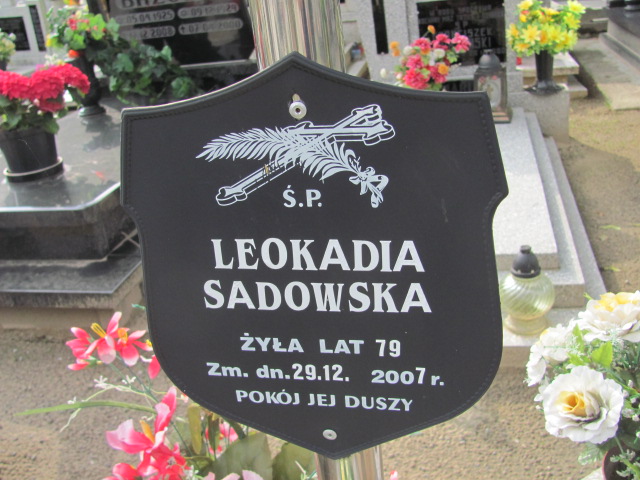 Ś.P.
LEOKADIA
SADOWSKA
ŻYŁA LAT 79
Zm. dn. 29.12. 2007 r.
POKÓJ JEJ DUSZY